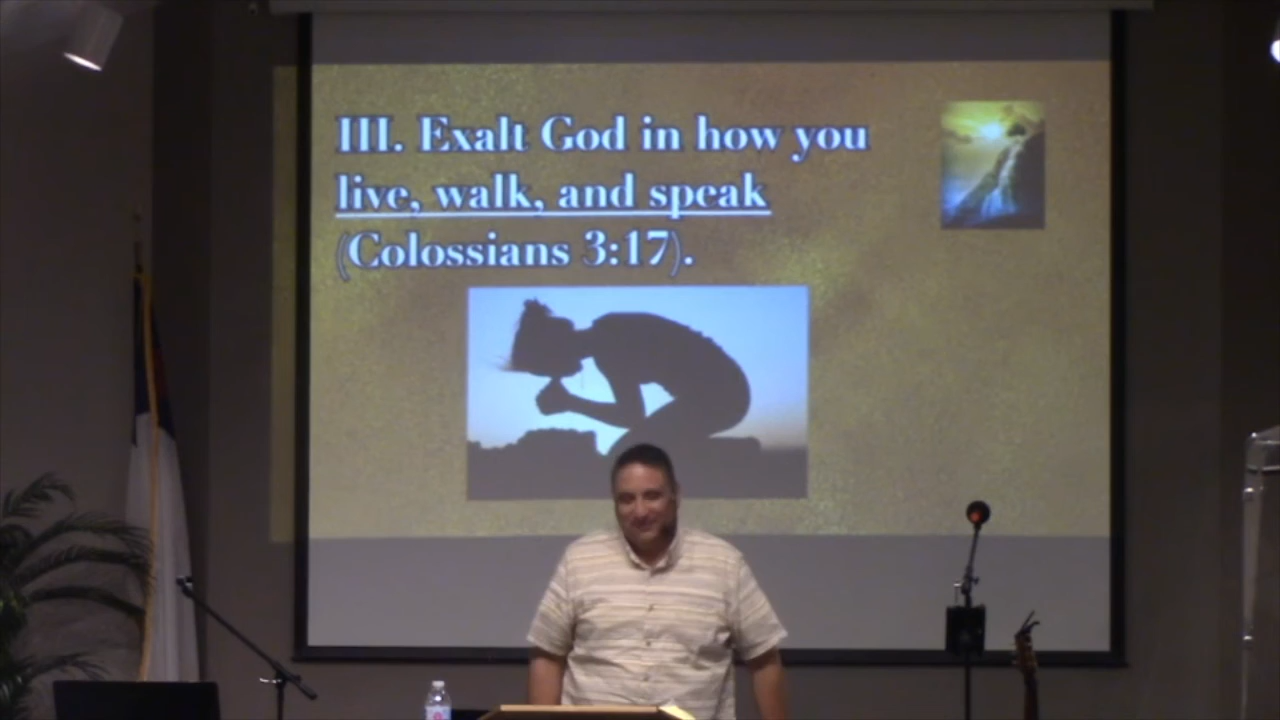 III. Exalt God in how you
live, walk, and speak
(Colossians 3:17).